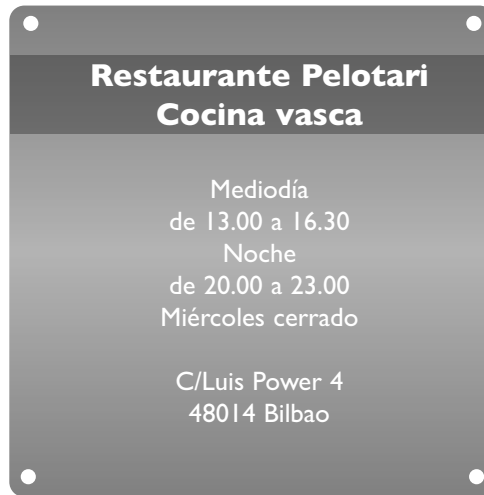 Restaurante Pelotari
Cocina vasca
Mediodía
de 13.00 a 16.30
Noche
de 20.00 a 23.00
Miércoles cerrado
C/Luis Power 4
48014 Bilbao